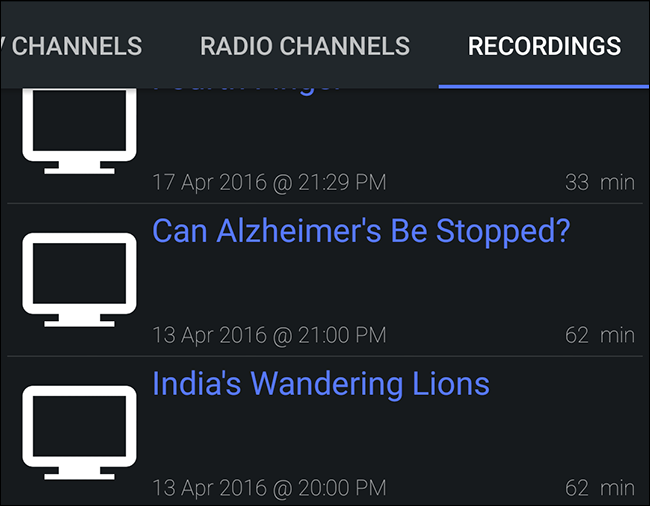 CHANNELS
RADIO CHANNELS
RECORDINGS
17 Apr 2016 @ 21:29 PM
33 min
Can Alzheimer's Be Stopped?
13 Apr 2016 @ 21:00 PM
62 min
India's Wandering Lions
13 Apr 2016 @ 20:00 PM
62 min